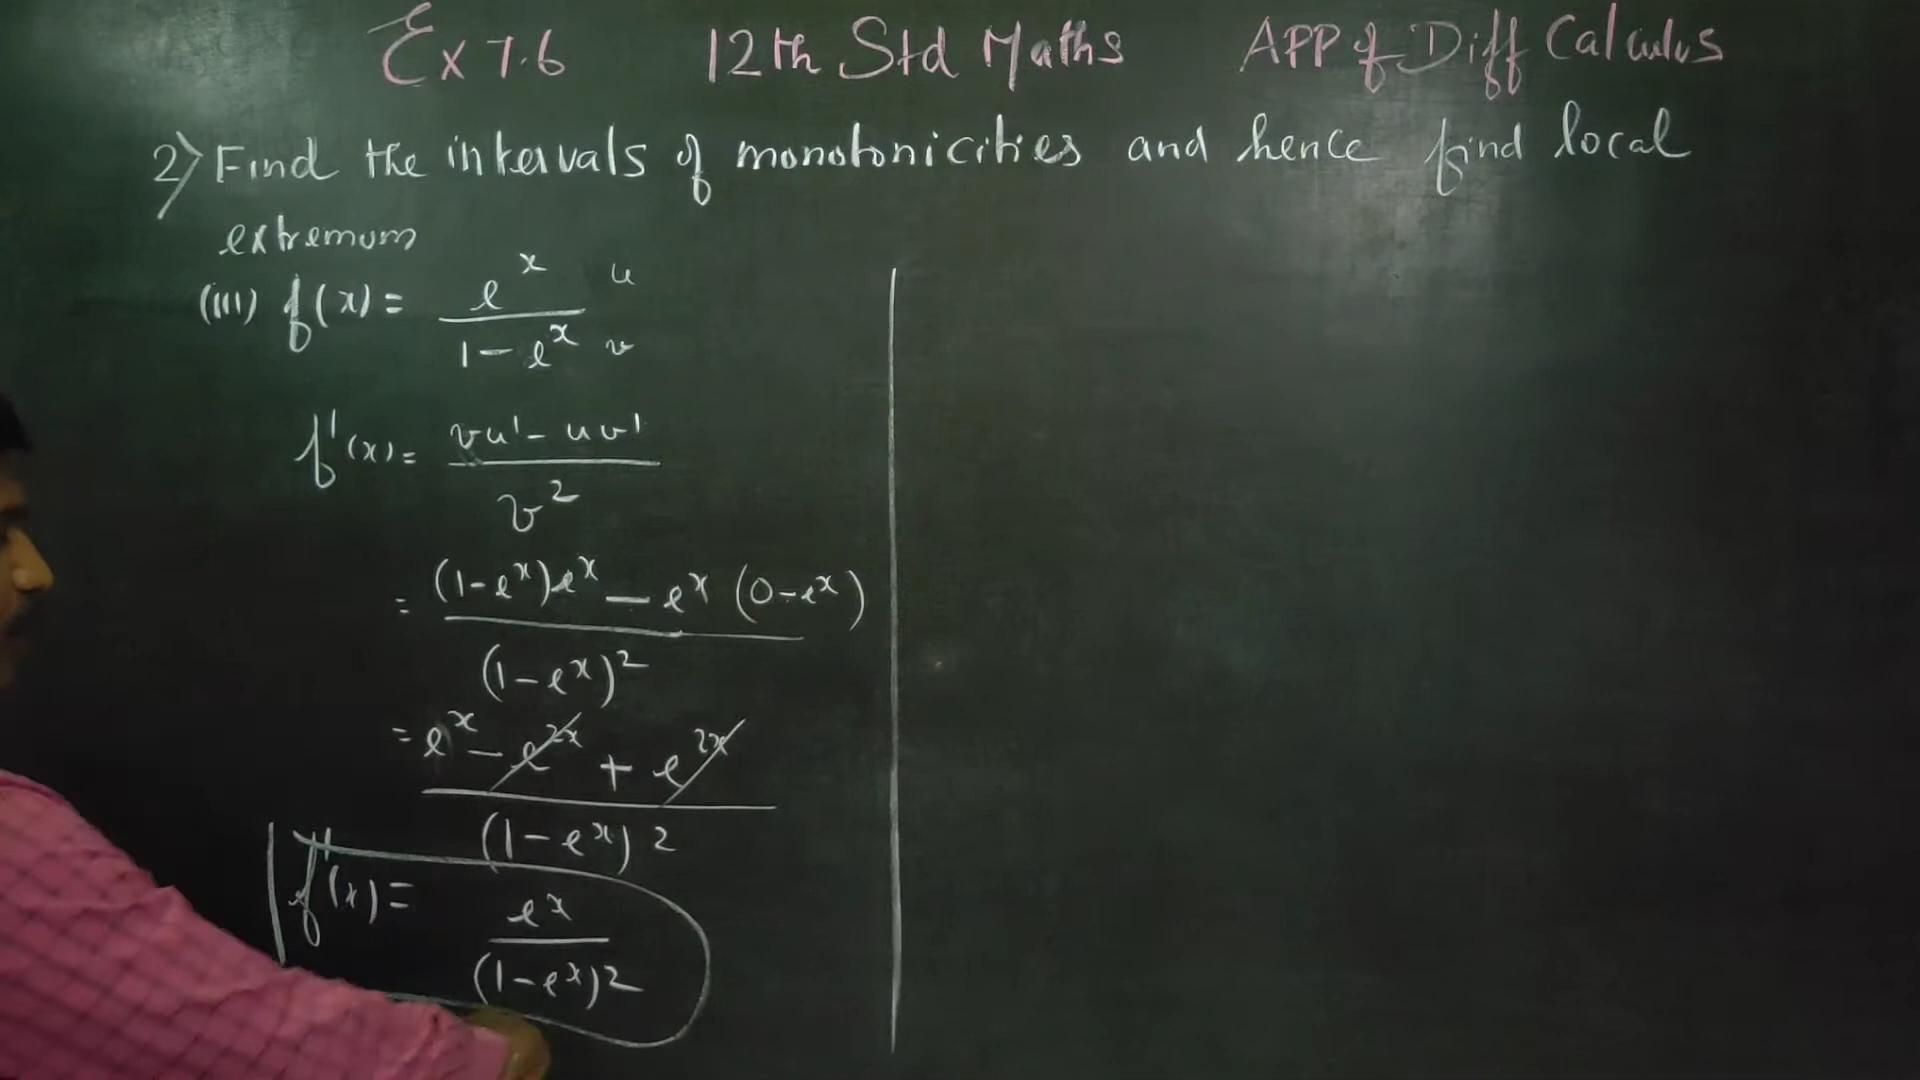 Ex 7.6 12th Std Maths APP of Diff Calculus
2) Find the intervals of monotonicities and hence find local
extremum
(III) f(x) = e^x / (1 - e^x) u v
f'(x) = (vu' - uv') / v^2
= ((1-e^x)e^x - e^x (0-e^x)) / (1-e^x)^2
= (e^x - e^2x + e^2x) / (1-e^x)^2
f'(x) = e^x / (1-e^x)^2